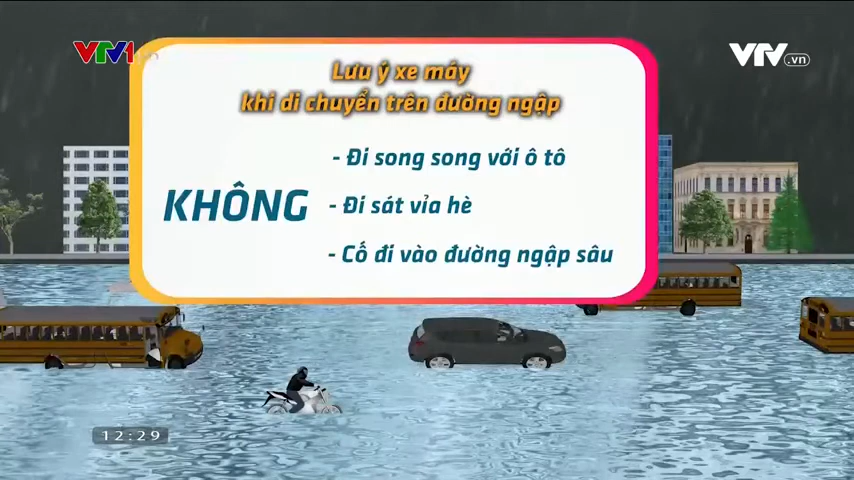 VTV1
VTV.vn
Lưu ý xe máy
khi di chuyển trên đường ngập
KHÔNG
- Đi song song với ô tô
- Đi sát vỉa hè
- Cố đi vào đường ngập sâu
12:29